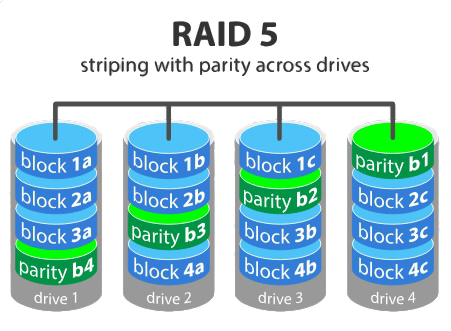 RAID 5
striping with parity across drives
block 1a
block 2a
block 3a
parity b4
drive 1
block 1b
block 2b
parity b3
block 4a
drive 2
block 1c
parity b2
block 3b
block 4b
drive 3
parity b1
block 2c
block 3c
block 4c
drive 4